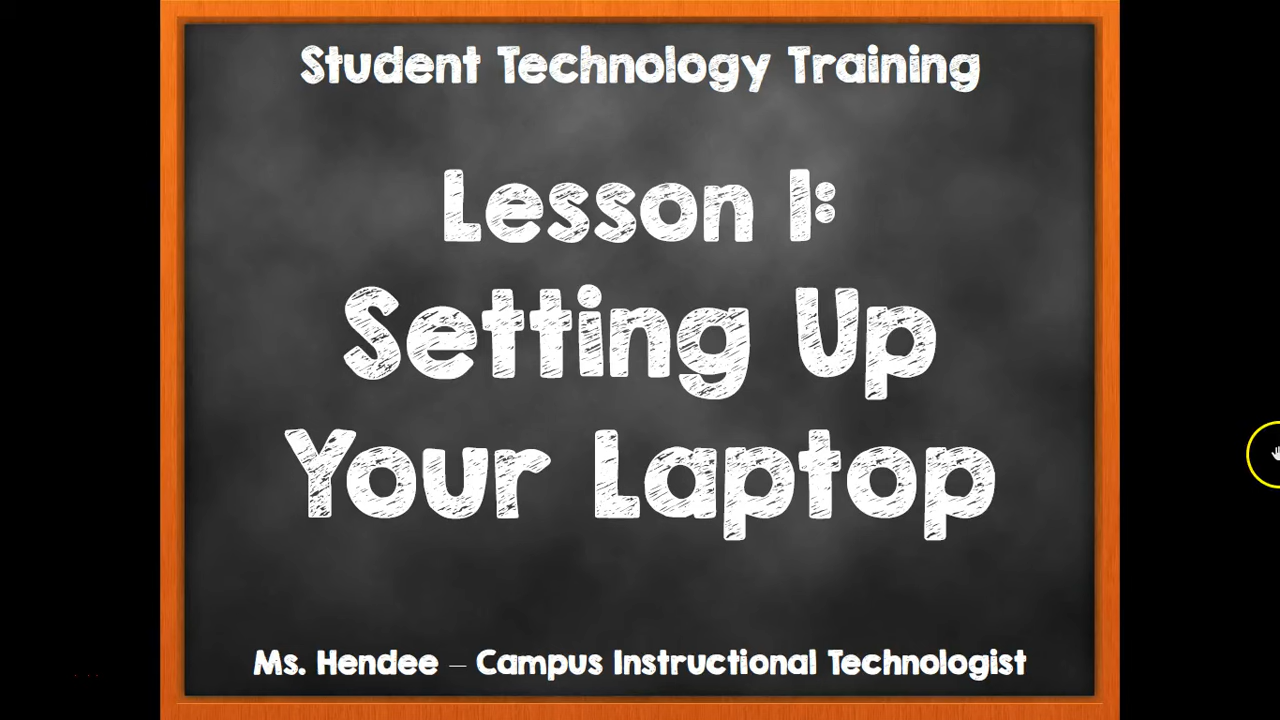 Student Technology Training
Lesson 1:
Setting Up
Your Laptop
Ms. Hendee – Campus Instructional Technologist